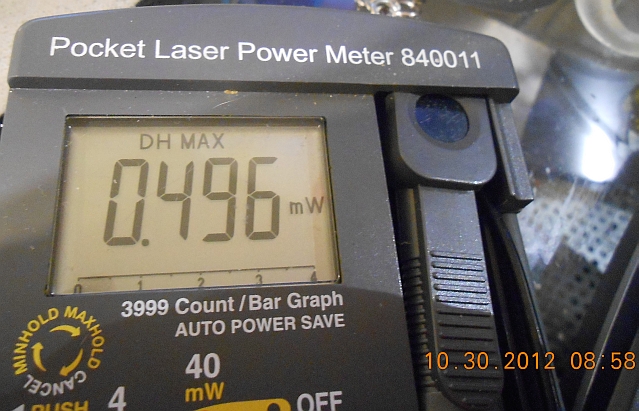 Pocket Laser Power Meter 840011
DH MAX
0.496 mW
0 1 2 3 4
3999 Count/Bar Graph
AUTO POWER SAVE
MINHOLD MAXHOLD
CANCEL
PUSH
4
40
mW
OFF
10.30.2012 08:58